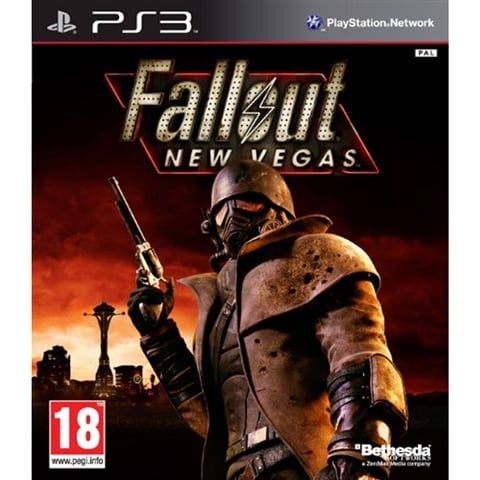 PS3
PlayStation®Network
PAL
Fallout
NEW VEGAS
18
www.pegi.info
Bethesda
SOFTWORKS
a ZeniMax Media company